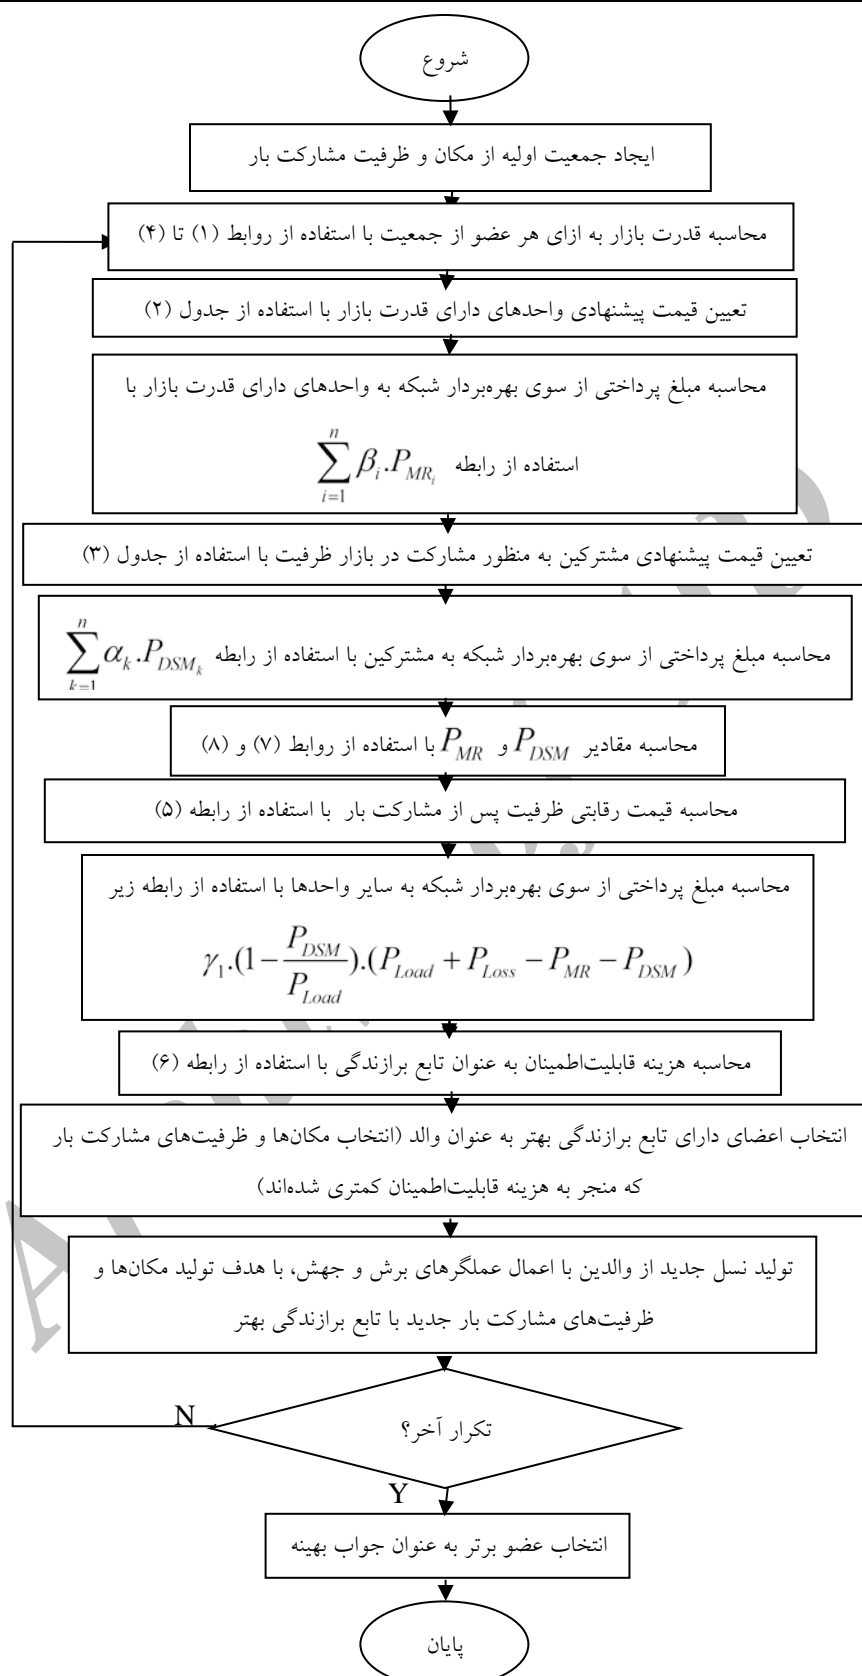 شروع
ایجاد جمعیت اولیه از مکان و ظرفیت مشارکت بار
محاسبه قدرت بازار به ازای هر عضو از جمعیت با استفاده از روابط (۱) تا (۴)
تعیین قیمت پیشنهادی واحدهای دارای قدرت بازار با استفاده از جدول (۲)
محاسبه مبلغ پرداختی از سوی بهره‌بردار شبکه به واحدهای دارای قدرت بازار با
استفاده از رابطه $\sum_{i=1}^{n} \beta_i . P_{MR_i}$
تعیین قیمت پیشنهادی مشترکین به منظور مشارکت در بازار ظرفیت با استفاده از جدول (۳)
محاسبه مبلغ پرداختی از سوی بهره‌بردار شبکه به مشترکین با استفاده از رابطه $\sum_{k=1}^{n} \alpha_k . P_{DSM_k}$
محاسبه مقادیر $P_{DSM}$ و $P_{MR}$ با استفاده از روابط (۷) و (۸)
محاسبه قیمت رقابتی ظرفیت پس از مشارکت بار با استفاده از رابطه (۵)
محاسبه مبلغ پرداختی از سوی بهره‌بردار شبکه به سایر واحدها با استفاده از رابطه زیر
$\gamma_1 . (1 - \frac{P_{DSM}}{P_{Load}}) . (P_{Load} + P_{Loss} - P_{MR} - P_{DSM})$
محاسبه هزینه قابلیت‌اطمینان به عنوان تابع برازندگی با استفاده از رابطه (۶)
انتخاب اعضای دارای تابع برازندگی بهتر به عنوان والد (انتخاب مکان‌ها و ظرفیت‌های مشارکت بار
که منجر به هزینه قابلیت‌اطمینان کمتری شده‌اند)
تولید نسل جدید از والدین با اعمال عملگرهای برش و جهش، با هدف تولید مکان‌ها و
ظرفیت‌های مشارکت بار جدید با تابع برازندگی بهتر
N
تکرار آخر؟
Y
انتخاب عضو برتر به عنوان جواب بهینه
پایان